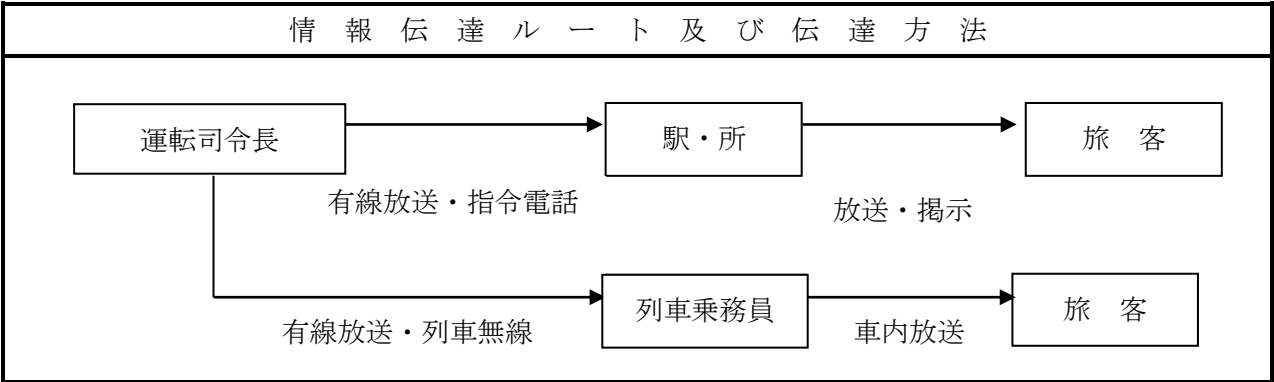 情報伝達ルート及び伝達方法
運転司令長
駅・所
旅 客
有線放送・指令電話
放送・掲示
列車乗務員
旅 客
有線放送・列車無線
車内放送